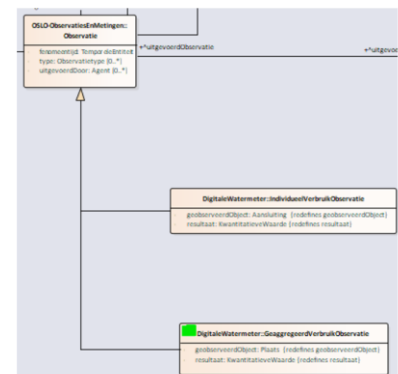 OSLO-ObservatiesEnMetingen::
Observatie
fenomeentijd: TemporeleEntiteit
type: Observatietype [0..*]
uitgevoerdDoor: Agent [0..*]
+^uitgevoerdObservatie
+^uitgevoe
DigitaleWatermeter::IndividueelVerbruikObservatie
geobserveerdObject: Aansluiting {redefines geobserveerdObject}
resultaat: KwantitatieveWaarde {redefines resultaat}
DigitaleWatermeter::GeaggregeerdVerbruikObservatie
geobserveerdObject: Plaats {redefines geobserveerdObject}
resultaat: KwantitatieveWaarde {redefines resultaat}